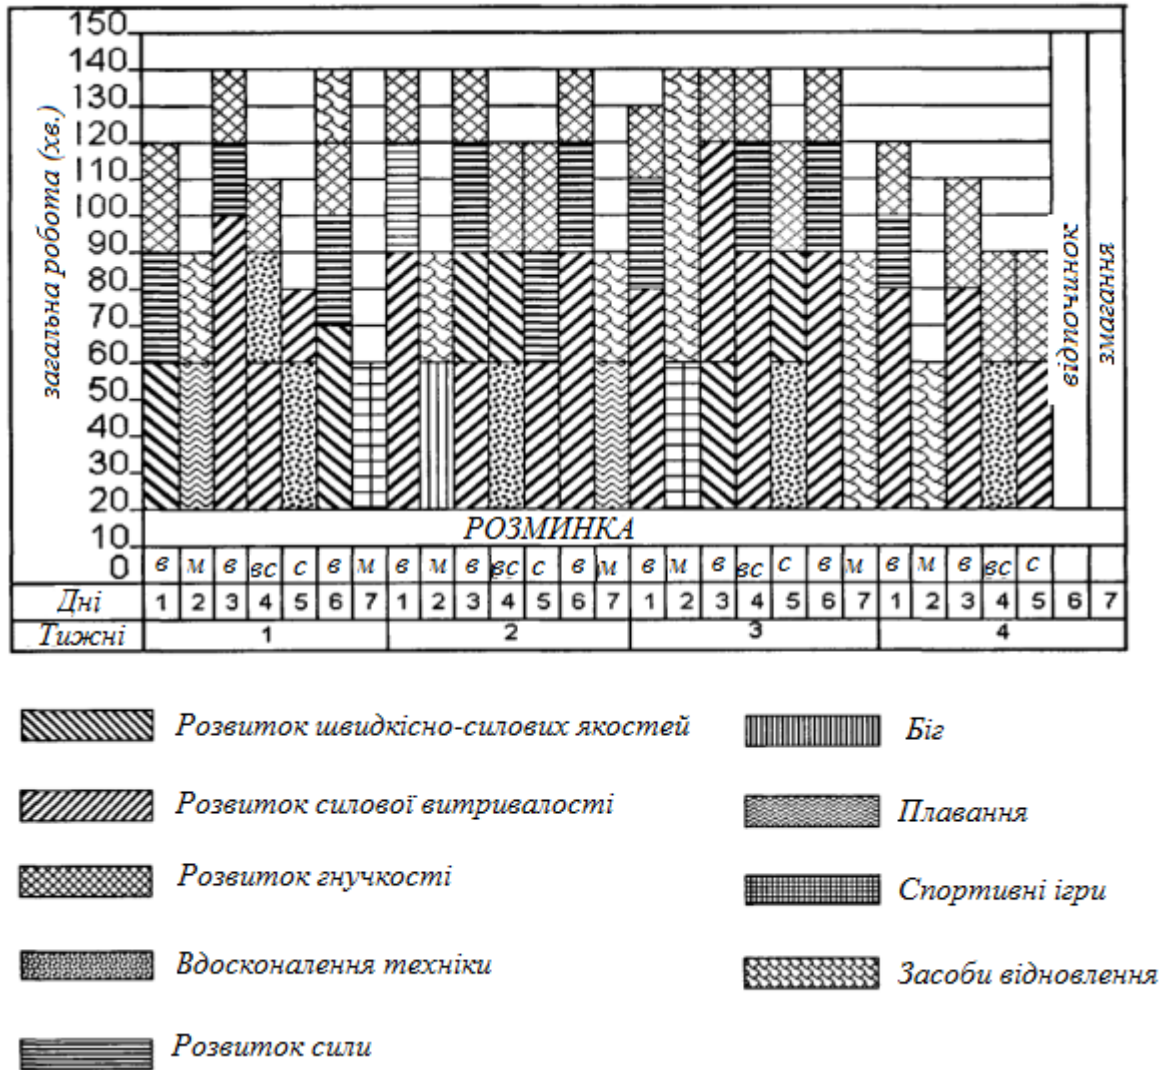 150
140
130
120
110
100
90
80
70
60
50
40
30
20
10
0
загальна робота (хв.)
відпочинок
змагання
РОЗМИНКА
в м в вс с в м в м в вс с в м в м в вс с в м в м в вс с
Дні 1 2 3 4 5 6 7 1 2 3 4 5 6 7 1 2 3 4 5 6 7 1 2 3 4 5 6 7
Тижні 1 2 3 4
Розвиток швидкісно-силових якостей
Розвиток силової витривалості
Розвиток гнучкості
Вдосконалення техніки
Розвиток сили
Біг
Плавання
Спортивні ігри
Засоби відновлення